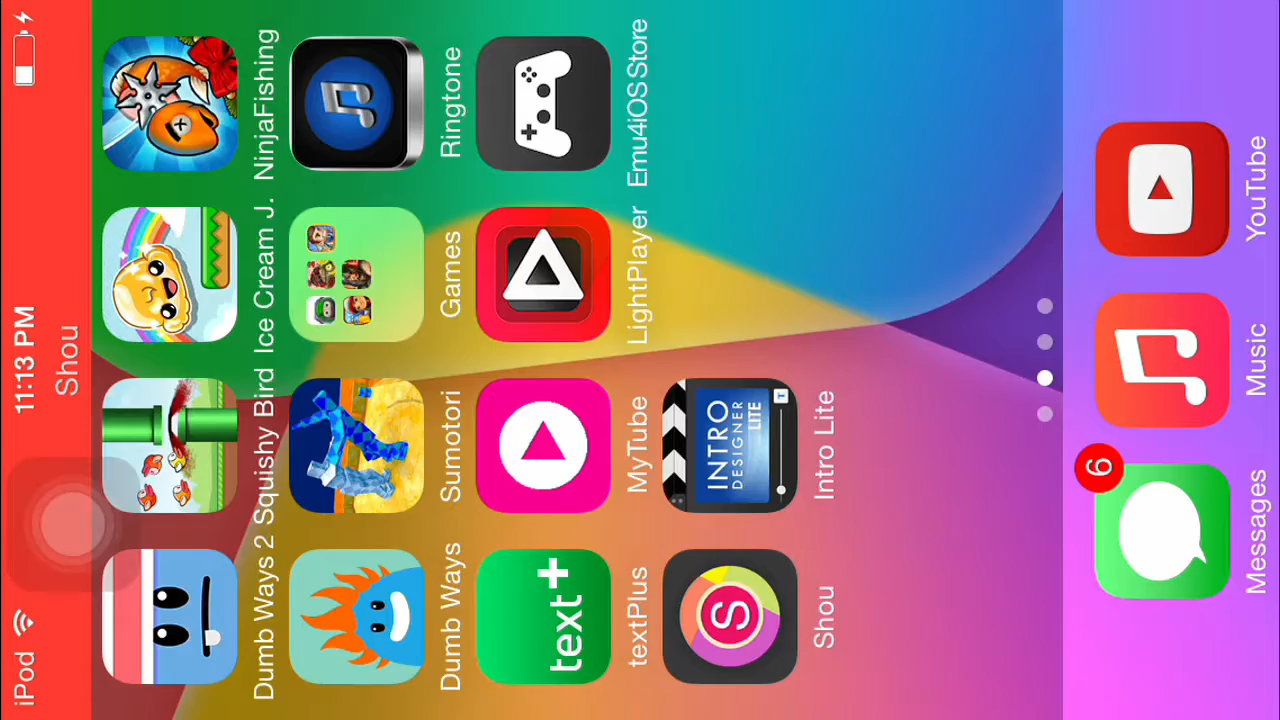 iPod 11:13 PM
Shou
Dumb Ways 2 Squishy Bird Ice Cream J. NinjaFishing
Dumb Ways Sumotori Games Ringtone
text+
textPlus MyTube LightPlayer Emu4iOSStore
S
INTRO
DESIGNER
LITE
T
Shou Intro Lite
6
Messages Music YouTube